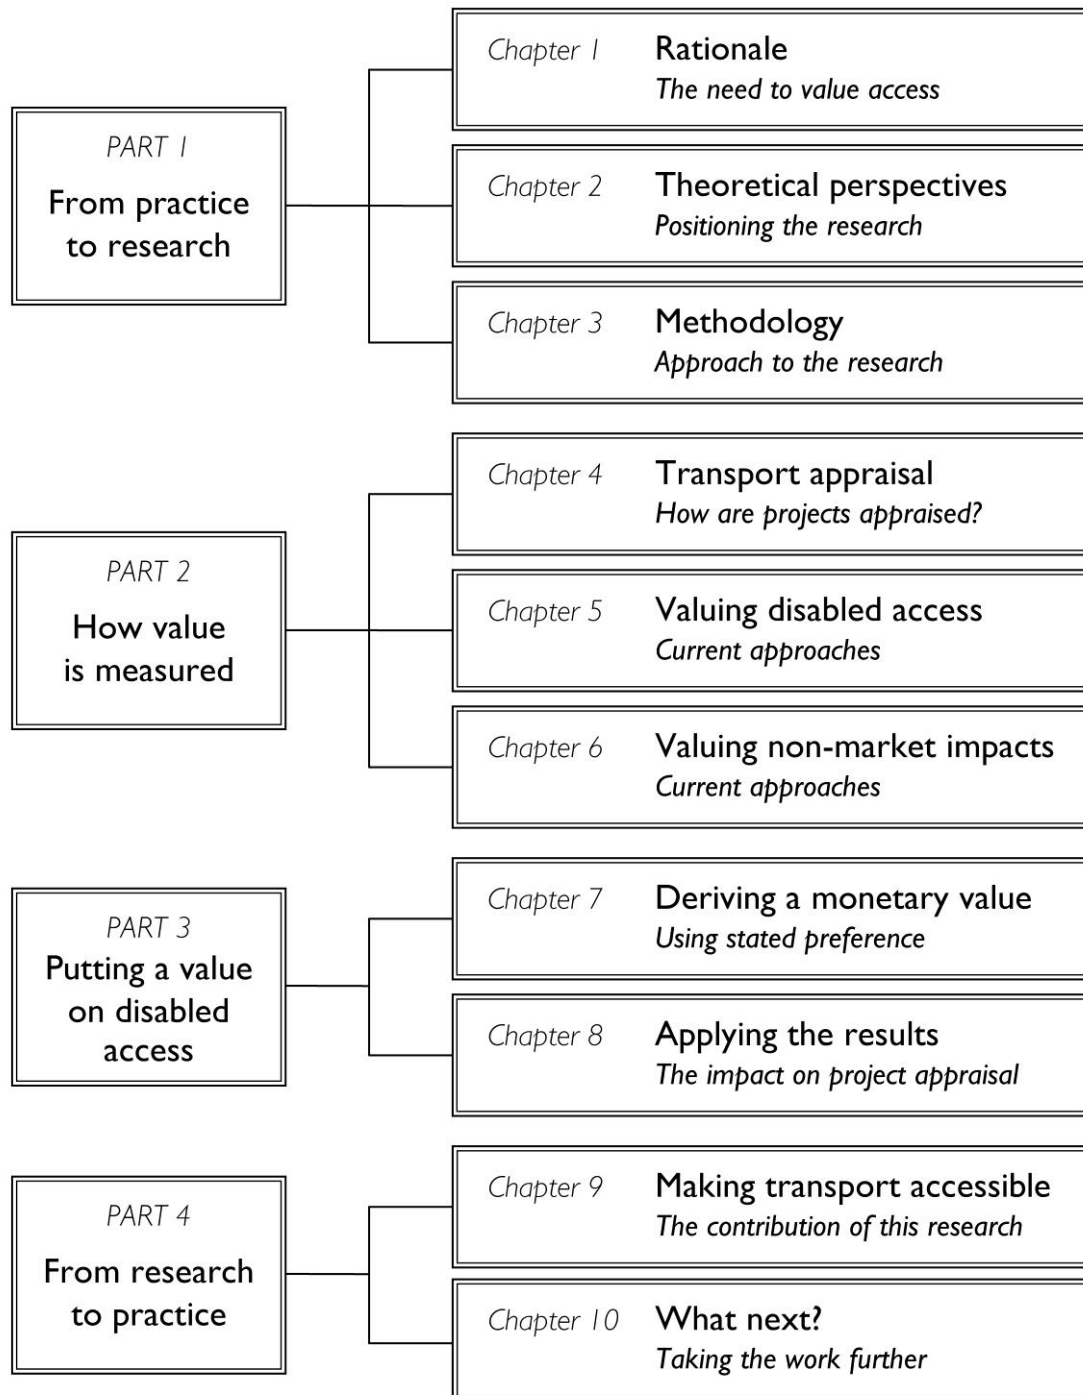 PART 1
From practice
to research
Chapter 1 Rationale
The need to value access
Chapter 2 Theoretical perspectives
Positioning the research
Chapter 3 Methodology
Approach to the research
PART 2
How value
is measured
Chapter 4 Transport appraisal
How are projects appraised?
Chapter 5 Valuing disabled access
Current approaches
Chapter 6 Valuing non-market impacts
Current approaches
PART 3
Putting a value
on disabled
access
Chapter 7 Deriving a monetary value
Using stated preference
Chapter 8 Applying the results
The impact on project appraisal
PART 4
From research
to practice
Chapter 9 Making transport accessible
The contribution of this research
Chapter 10 What next?
Taking the work further